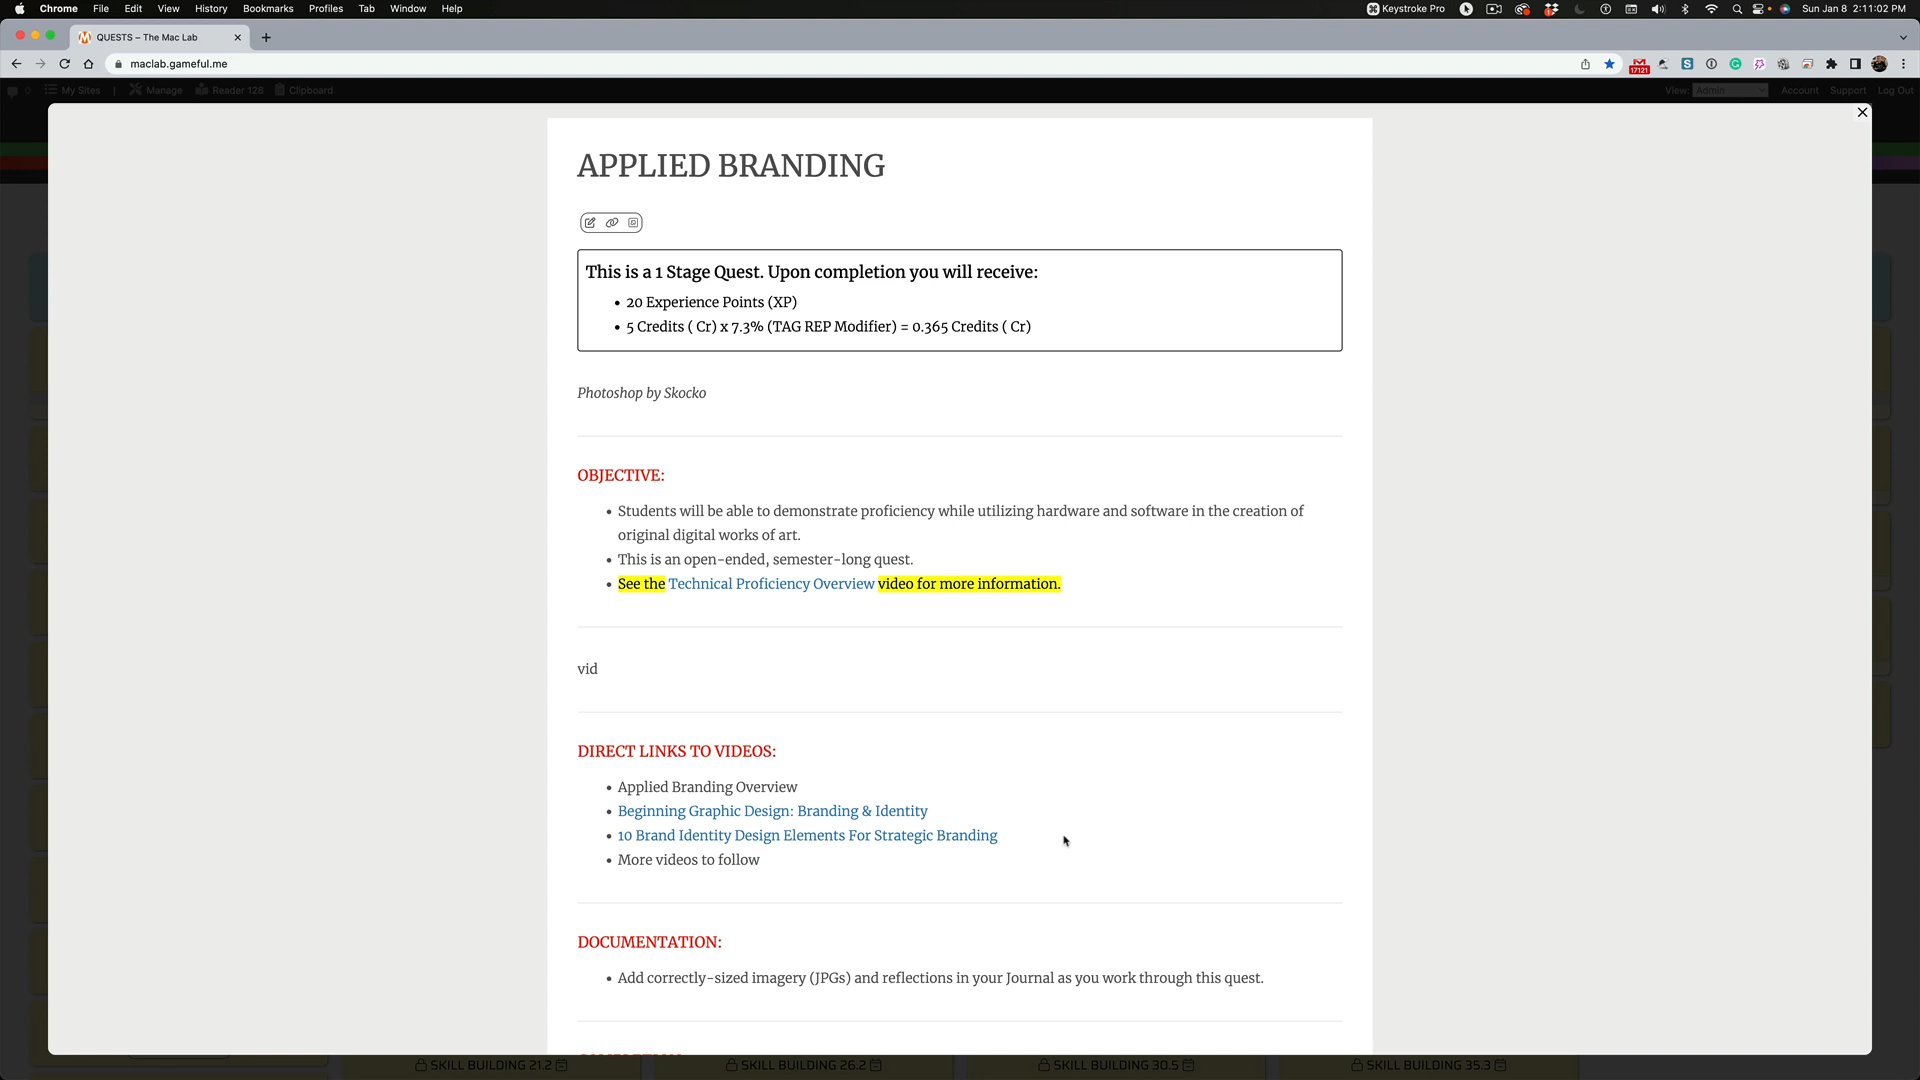 Chrome File Edit View History Bookmarks Profiles Tab Window Help
Keystroke Pro
Sun Jan 8 2:11:02 PM
QUESTS – The Mac Lab
maclab.gameful.me
17121
0 My Sites | Manage Reader 128 Clipboard
View: Admin Account Support Log Out
APPLIED BRANDING
This is a 1 Stage Quest. Upon completion you will receive:
• 20 Experience Points (XP)
• 5 Credits ( Cr) x 7.3% (TAG REP Modifier) = 0.365 Credits ( Cr)
Photoshop by Skocko
OBJECTIVE:
• Students will be able to demonstrate proficiency while utilizing hardware and software in the creation of
original digital works of art.
• This is an open-ended, semester-long quest.
• See the Technical Proficiency Overview video for more information.
vid
DIRECT LINKS TO VIDEOS:
• Applied Branding Overview
• Beginning Graphic Design: Branding & Identity
• 10 Brand Identity Design Elements For Strategic Branding
• More videos to follow
DOCUMENTATION:
• Add correctly-sized imagery (JPGs) and reflections in your Journal as you work through this quest.
SKILL BUILDING 21.2 SKILL BUILDING 26.2 SKILL BUILDING 30.5 SKILL BUILDING 35.3